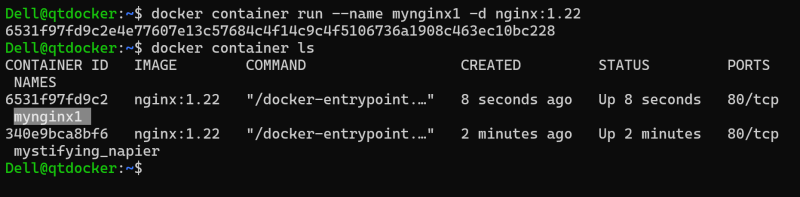 Dell@qtdocker:~$ docker container run --name mynginx1 -d nginx:1.22
6531f97fd9c2e4e77607e13c57684c4f14c9c4f5106736a1908c463ec10bc228
Dell@qtdocker:~$ docker container ls
CONTAINER ID   IMAGE        COMMAND                  CREATED         STATUS         PORTS
 NAMES
6531f97fd9c2   nginx:1.22   "/docker-entrypoint.…"   8 seconds ago   Up 8 seconds   80/tcp
 mynginx1
340e9bca8bf6   nginx:1.22   "/docker-entrypoint.…"   2 minutes ago   Up 2 minutes   80/tcp
 mystifying_napier
Dell@qtdocker:~$